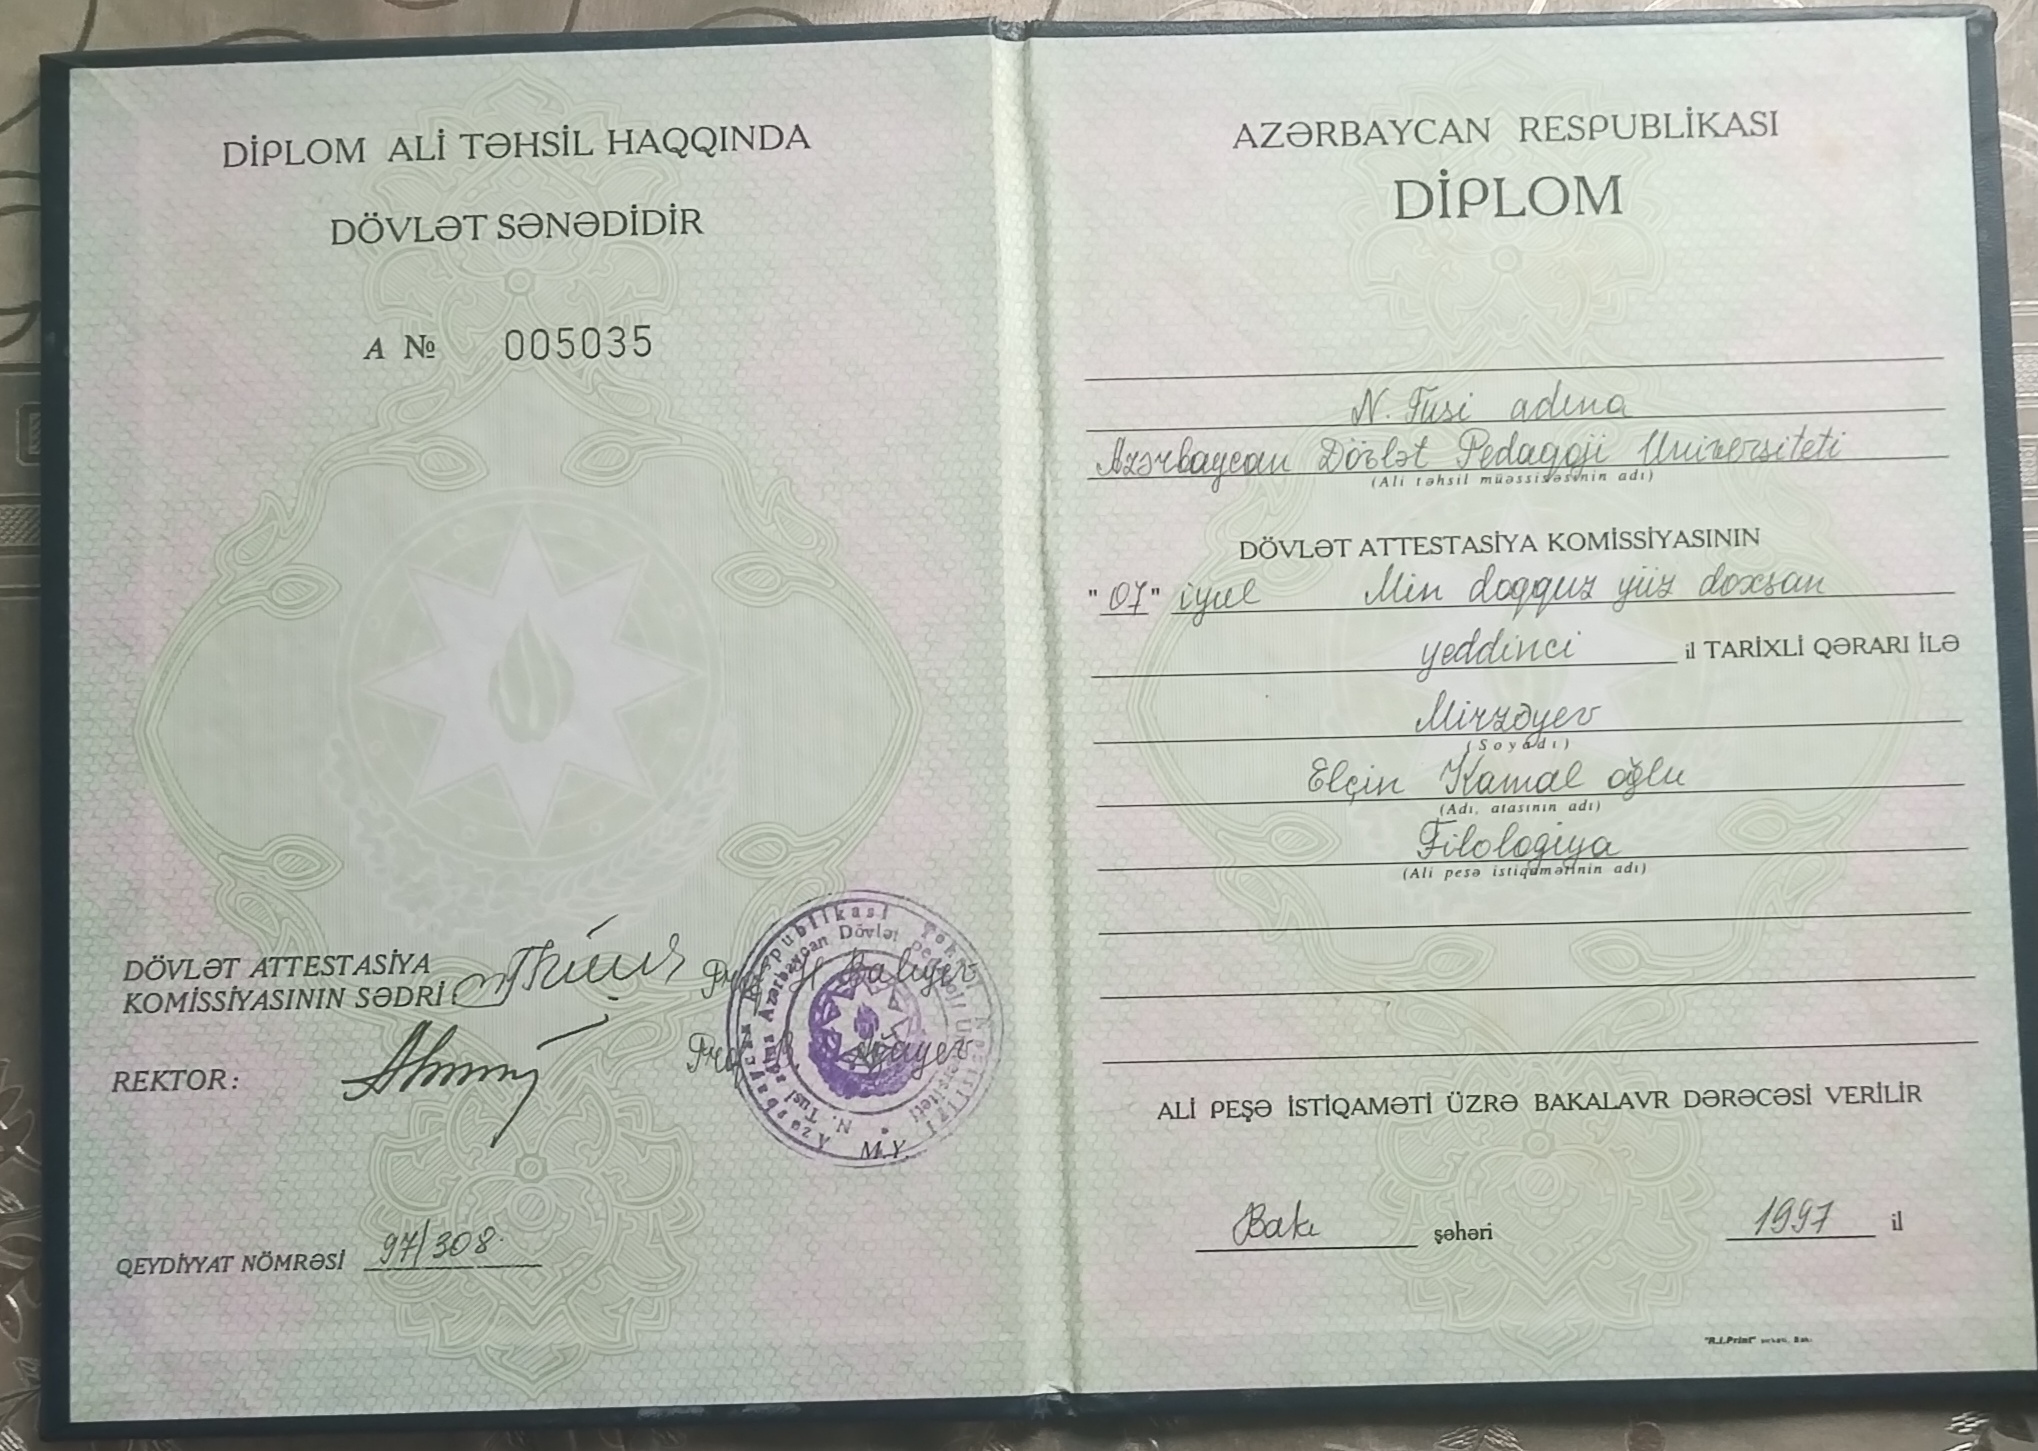 DİPLOM ALİ TƏHSİL HAQQINDA
DÖVLƏT SƏNƏDİDİR
A № 005035
DÖVLƏT ATTESTASİYA
KOMİSSİYASININ SƏDRİ:
REKTOR:
M.Y.
QEYDİYYAT NÖMRƏSİ 97/308
AZƏRBAYCAN RESPUBLİKASI
DİPLOM
N. Tusi adına
Azərbaycan Dövlət Pedaqoji Universiteti
(Ali təhsil müəssisəsinin adı)
DÖVLƏT ATTESTASİYA KOMİSSİYASININ
"07" iyul Min doqquz yüz doxsan
yeddinci il TARİXLİ QƏRARI İLƏ
Mirzəyev
(Soyadı)
Elçin Kamal oğlu
(Adı, atasının adı)
Filologiya
(Ali peşə istiqamətinin adı)
ALİ PEŞƏ İSTİQAMƏTİ ÜZRƏ BAKALAVR DƏRƏCƏSİ VERİLİR
Bakı şəhəri 1997 il
"R.İ.Print" şirkəti, Bakı